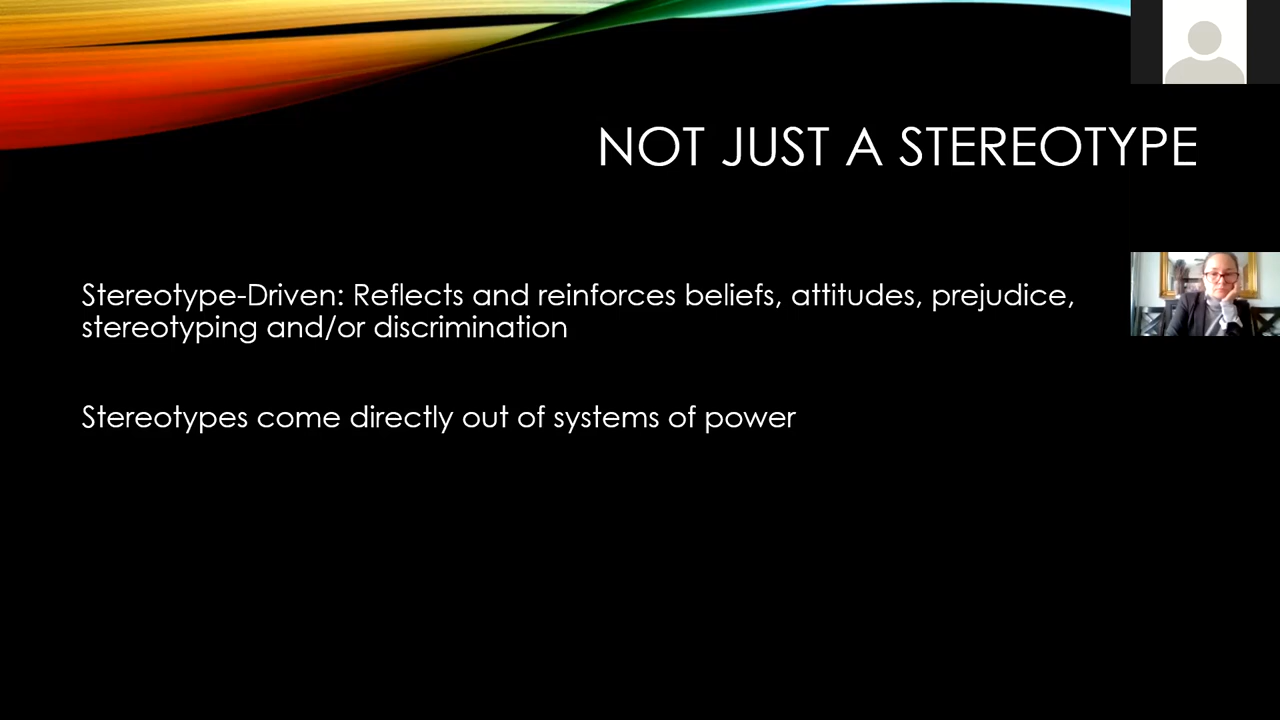 NOT JUST A STEREOTYPE
Stereotype-Driven: Reflects and reinforces beliefs, attitudes, prejudice,
stereotyping and/or discrimination
Stereotypes come directly out of systems of power